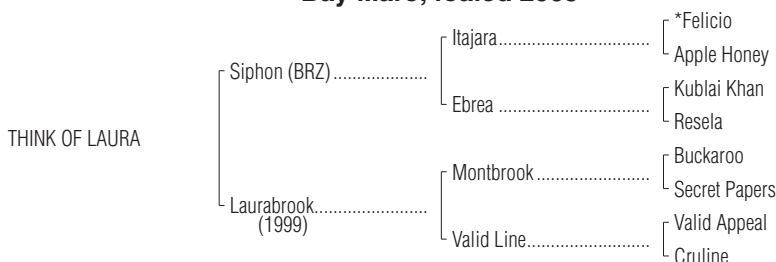 Bay Mare; foaled
*Felicio
Itajara
Apple Honey
Siphon (BRZ)
Kublai Khan
Ebrea
Resela
THINK OF LAURA
Buckaroo
Montbrook
Secret Papers
Laurabrook
(1999)
Valid Appeal
Valid Line
Cruline